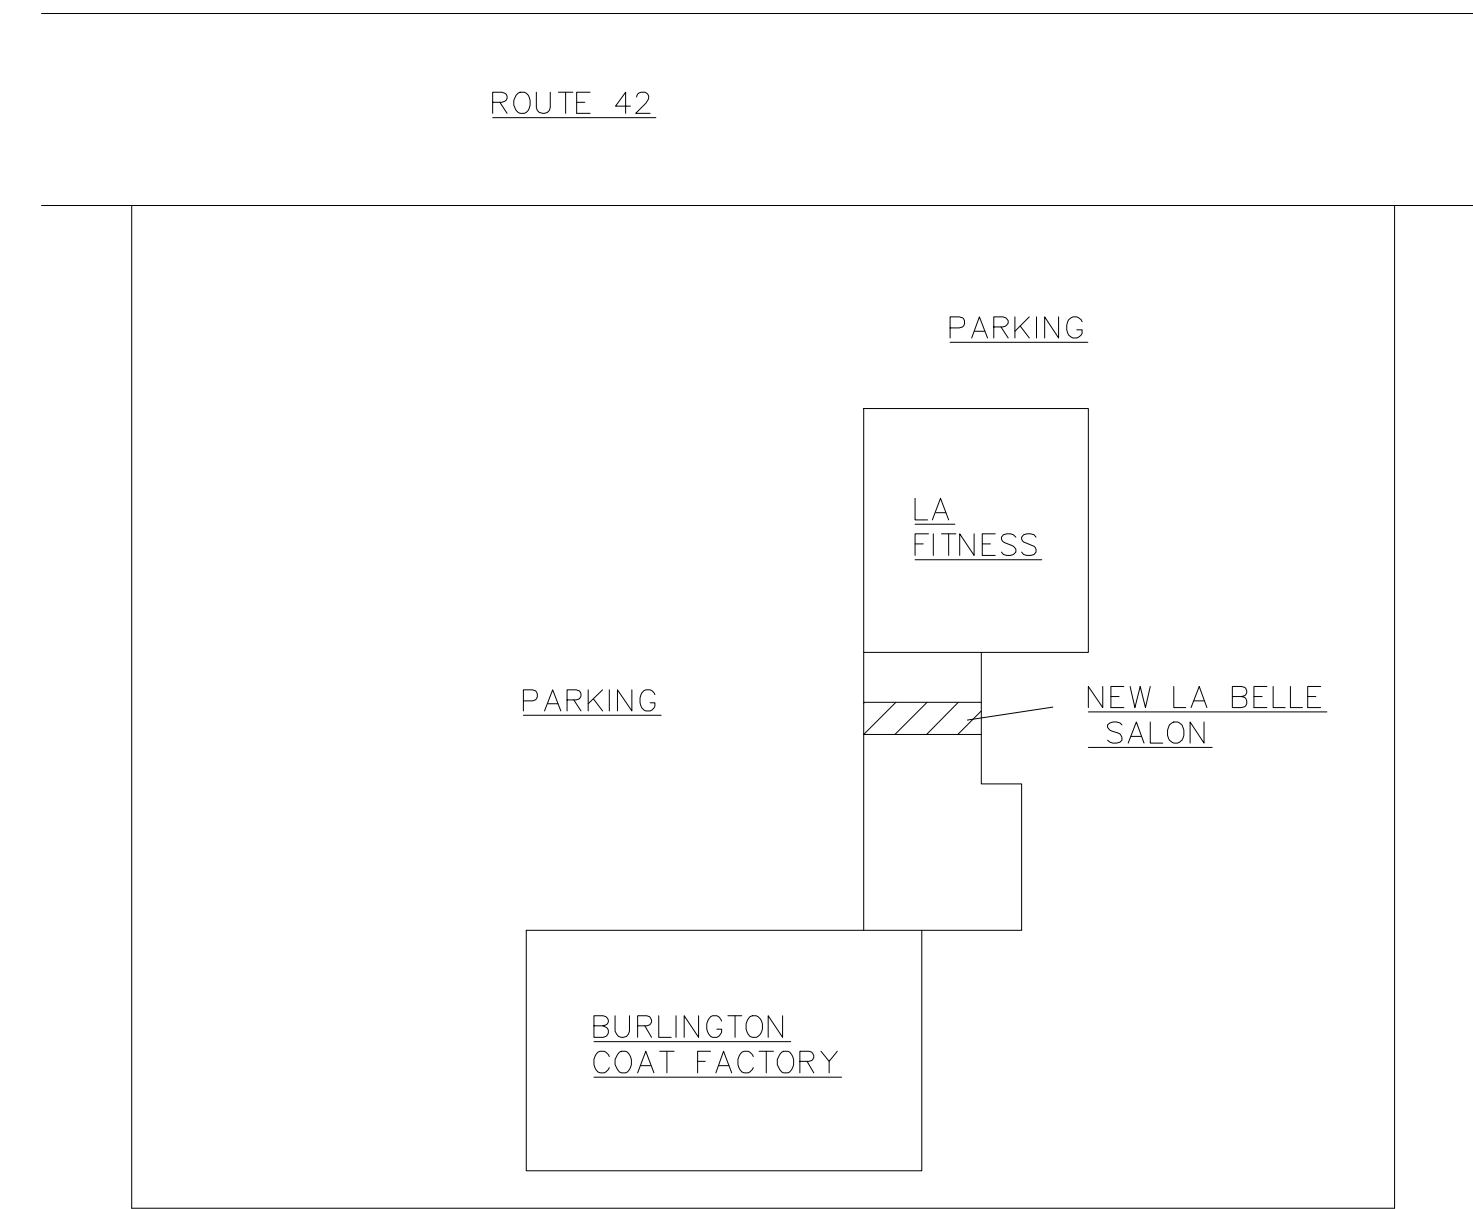 ROUTE 42
PARKING
LA
FITNESS
PARKING
NEW LA BELLE
SALON
BURLINGTON
COAT FACTORY